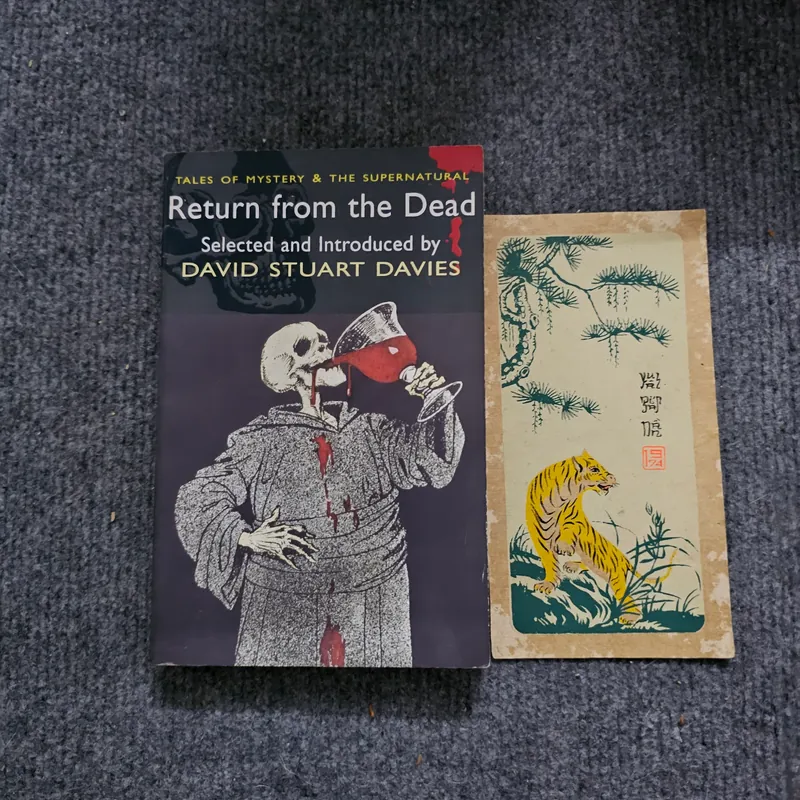 TALES OF MYSTERY & THE SUPERNATURAL
Return from the Dead
Selected and Introduced by
DAVID STUART DAVIES